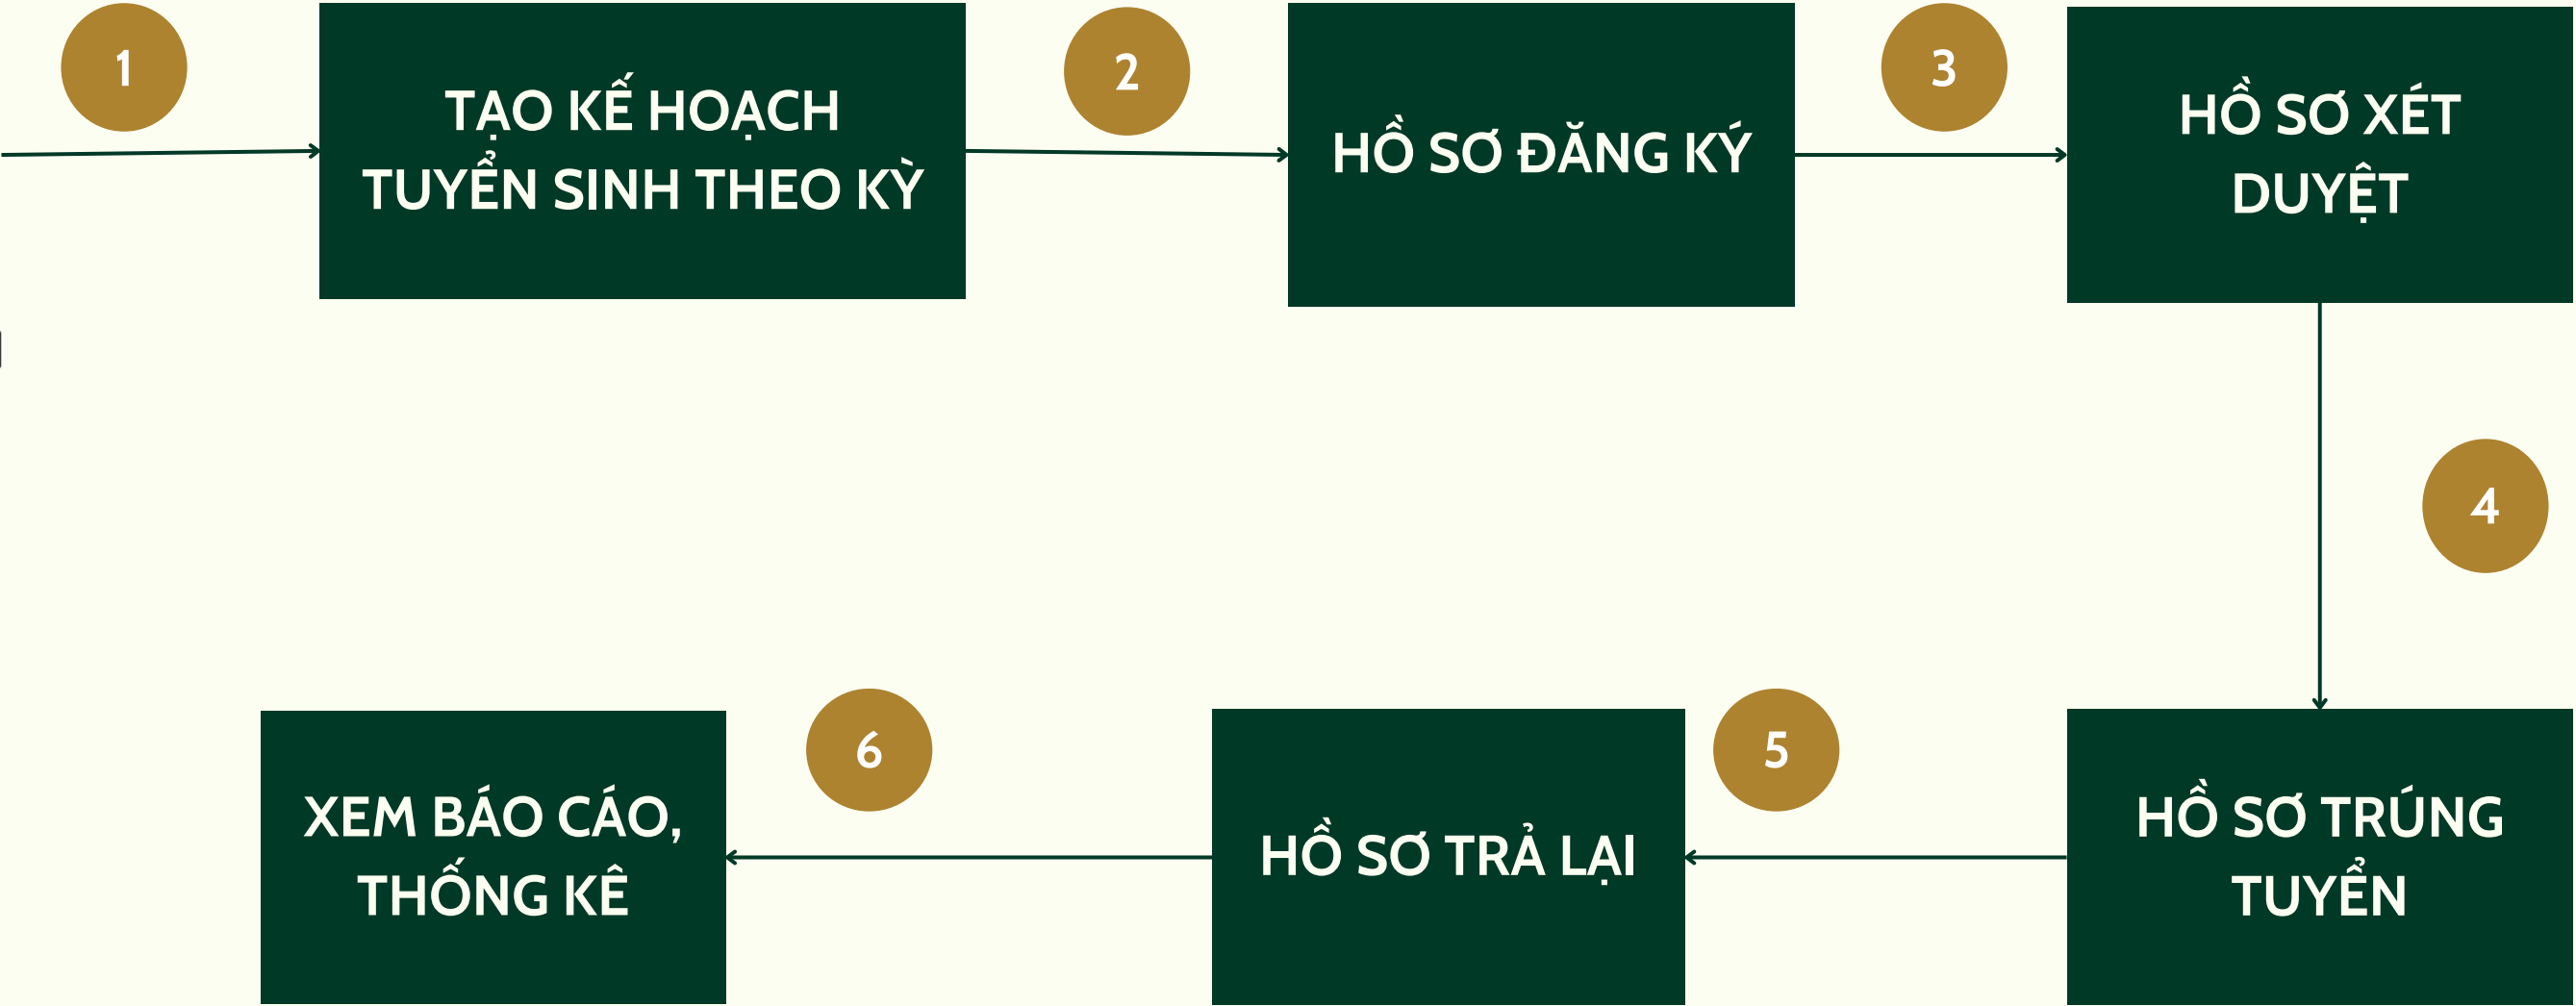 1
TẠO KẾ HOẠCH
TUYỂN SINH THEO KỲ
2
HỒ SƠ ĐĂNG KÝ
3
HỒ SƠ XÉT
DUYỆT
4
HỒ SƠ TRÚNG
TUYỂN
5
HỒ SƠ TRẢ LẠI
6
XEM BÁO CÁO,
THỐNG KÊ